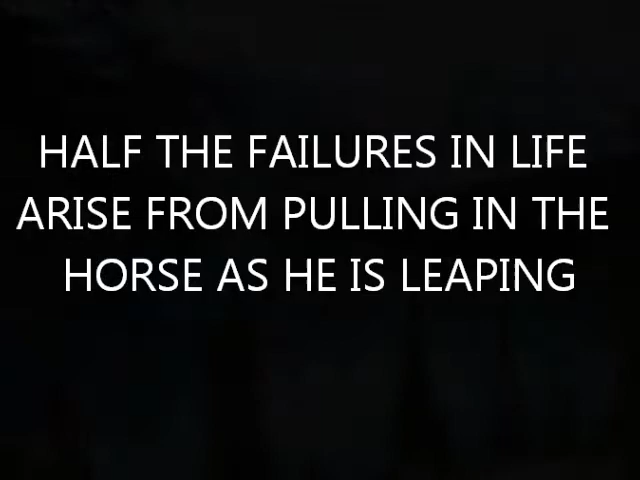 HALF THE FAILURES IN LIFE
ARISE FROM PULLING IN THE
HORSE AS HE IS LEAPING